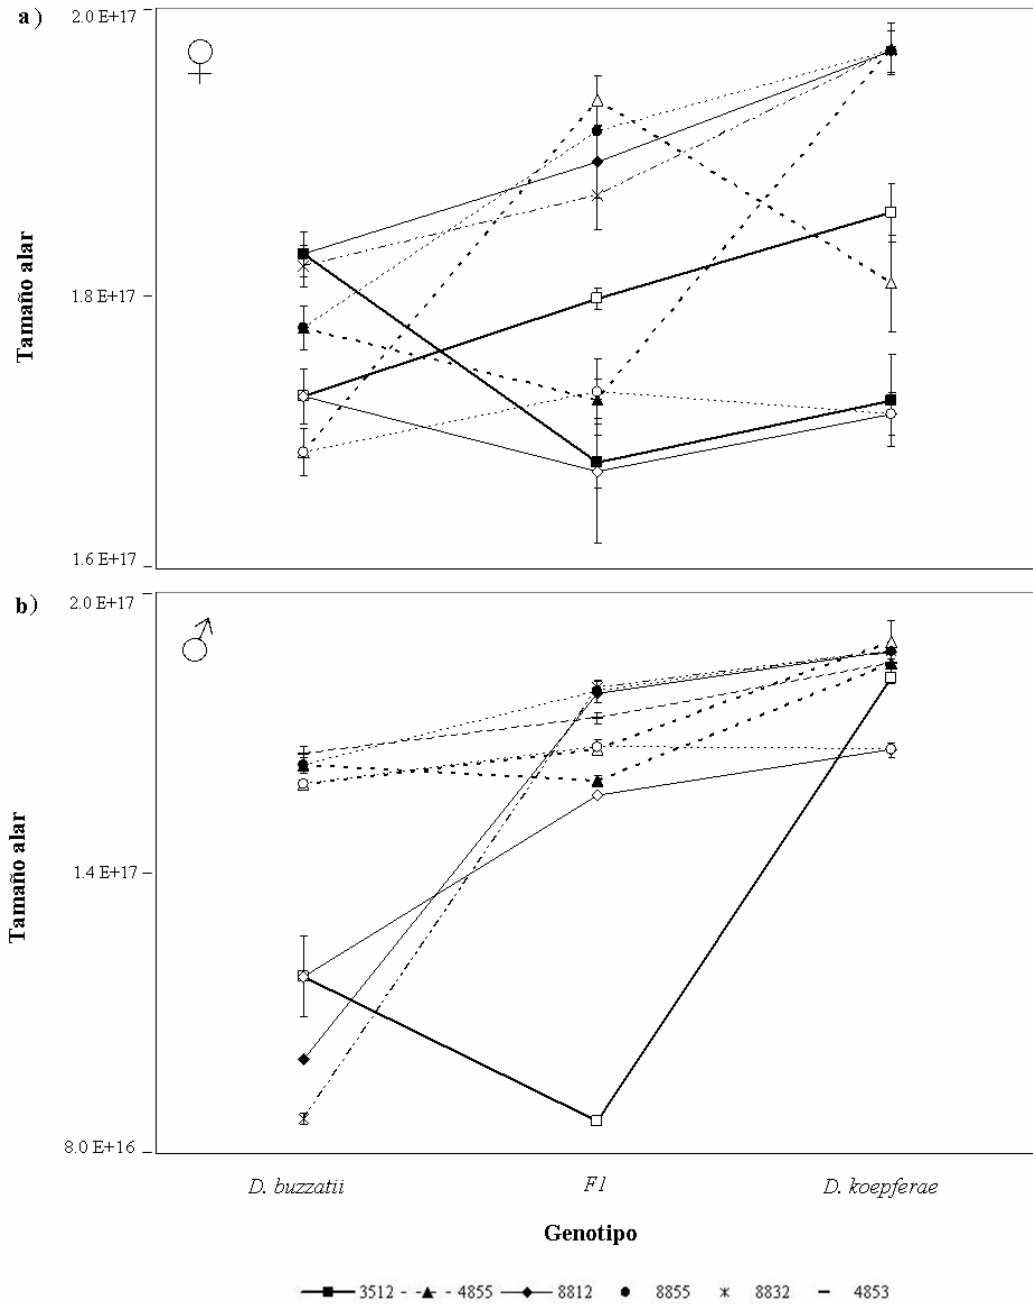 a)
2.0 E+17
♀
1.8 E+17
Tamaño alar
1.6 E+17
b)
2.0 E+17
♂
1.4 E+17
Tamaño alar
8.0 E+16
D. buzzatii F1 D. koepferae
Genotipo
3512 4855 8812 8855 8832 4853